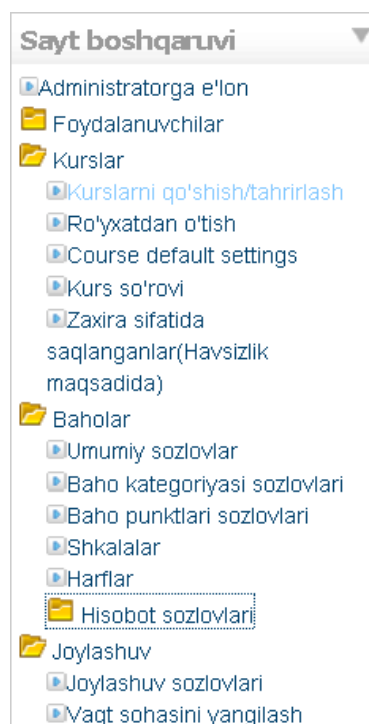 Sayt boshqaruvi
Administratorga e'lon
Foydalanuvchilar
Kurslar
Kurslarni qo'shish/tahrirlash
Ro'yxatdan o'tish
Course default settings
Kurs so'rovi
Zaxira sifatida
saqlanganlar(Havsizlik
maqsadida)
Baholar
Umumiy sozlovlar
Baho kategoriyasi sozlovlari
Baho punktlari sozlovlari
Shkalalar
Harflar
Hisobot sozlovlari
Joylashuv
Joylashuv sozlovlari
Vaqt sohasini yangilash